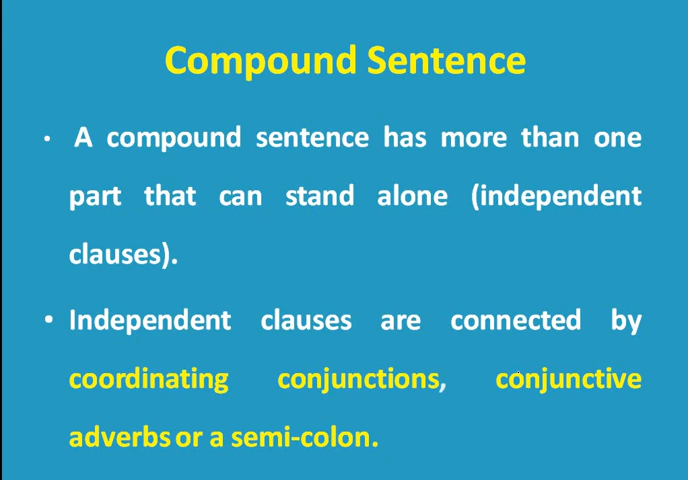 Compound Sentence
• A compound sentence has more than one
part that can stand alone (independent
clauses).
• Independent clauses are connected by
coordinating conjunctions, conjunctive
adverbs or a semi-colon.